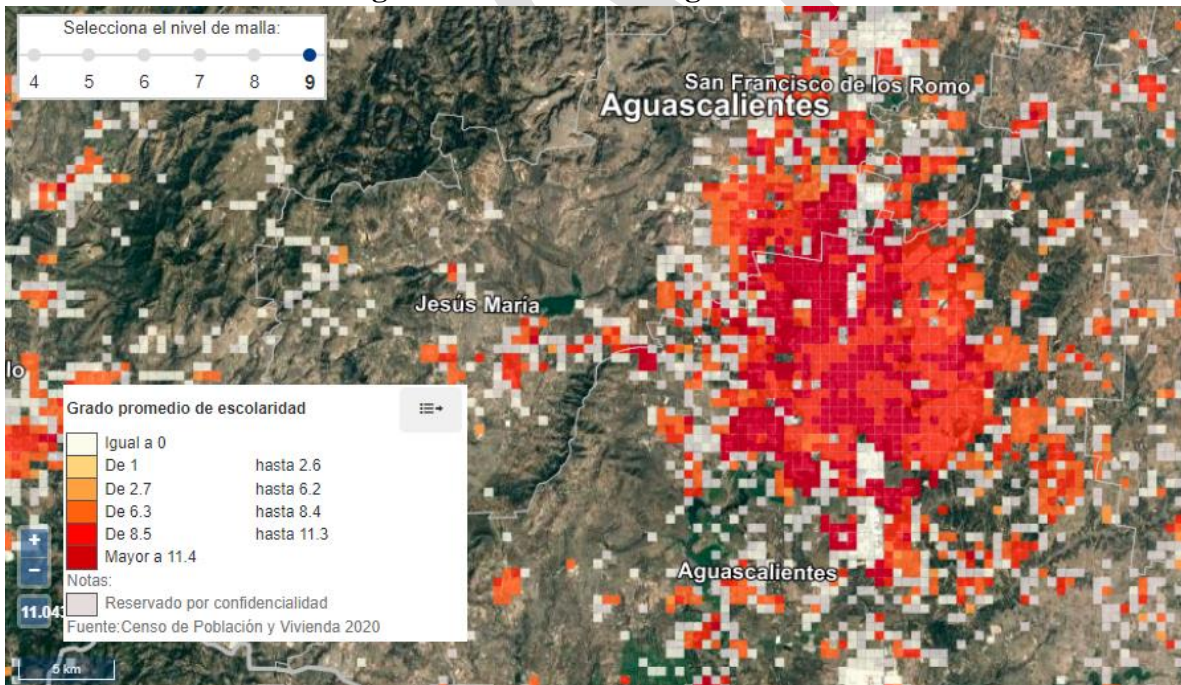 Selecciona el nivel de malla:
4 5 6 7 8 9
San Francisco de los Romo
Aguascalientes
Jesús María
lo
Grado promedio de escolaridad
Igual a 0
De 1 hasta 2.6
De 2.7 hasta 6.2
De 6.3 hasta 8.4
De 8.5 hasta 11.3
Mayor a 11.4
Notas:
Reservado por confidencialidad
Fuente:Censo de Población y Vivienda 2020
+
−
11.043
5 km
Aguascalientes